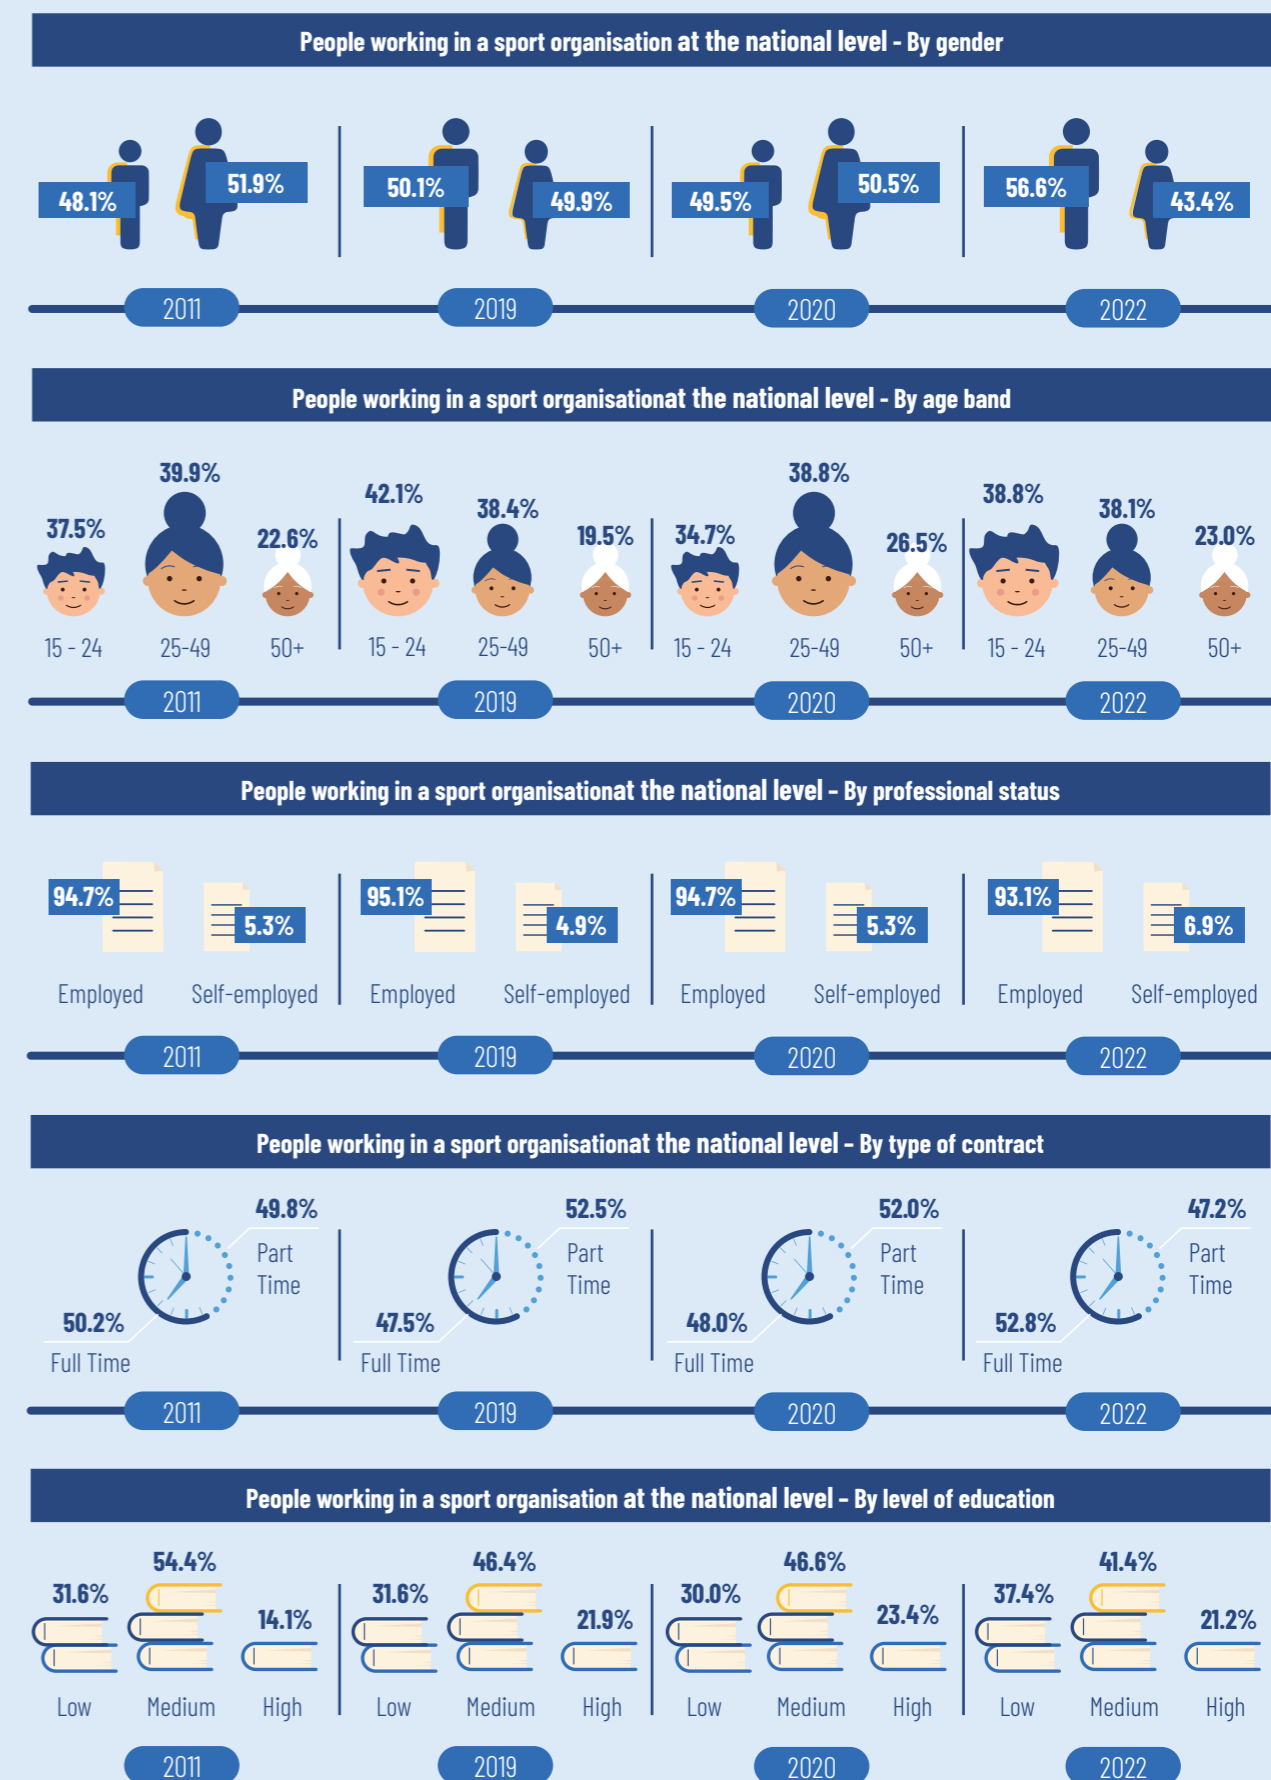 People working in a sport organisation at the national level - By gender
48.1%
51.9%
50.1%
49.9%
49.5%
50.5%
56.6%
43.4%
2011
2019
2020
2022
People working in a sport organisationat the national level - By age band
37.5%
39.9%
22.6%
42.1%
38.4%
19.5%
34.7%
38.8%
26.5%
38.8%
38.1%
23.0%
15 - 24
25-49
50+
15 - 24
25-49
50+
15 - 24
25-49
50+
15 - 24
25-49
50+
2011
2019
2020
2022
People working in a sport organisationat the national level – By professional status
94.7%
5.3%
95.1%
4.9%
94.7%
5.3%
93.1%
6.9%
Employed
Self-employed
Employed
Self-employed
Employed
Self-employed
Employed
Self-employed
2011
2019
2020
2022
People working in a sport organisationat the national level – By type of contract
49.8%
Part
Time
50.2%
Full Time
52.5%
Part
Time
47.5%
Full Time
52.0%
Part
Time
48.0%
Full Time
47.2%
Part
Time
52.8%
Full Time
2011
2019
2020
2022
People working in a sport organisation at the national level – By level of education
31.6%
54.4%
14.1%
31.6%
46.4%
21.9%
30.0%
46.6%
23.4%
37.4%
41.4%
21.2%
Low
Medium
High
Low
Medium
High
Low
Medium
High
Low
Medium
High
2011
2019
2020
2022